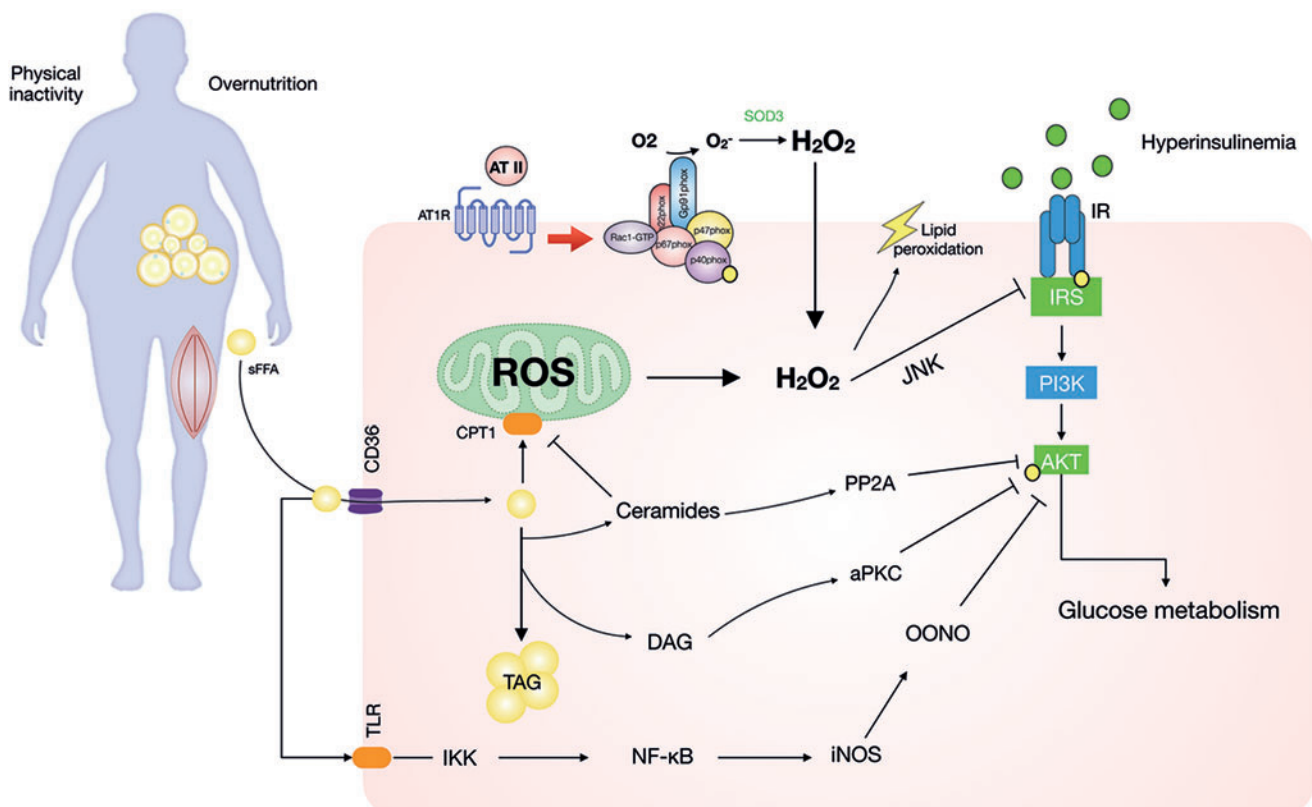 Physical
inactivity
Overnutrition
sFFA
AT II
AT1R
O2
O₂⁻
SOD3
H₂O₂
Gp91phox
22phox
Rac1-GTP
p67phox
p47phox
p40phox
Lipid
peroxidation
Hyperinsulinemia
IR
IRS
PI3K
AKT
Glucose metabolism
ROS
H₂O₂
JNK
CPT1
CD36
Ceramides
PP2A
aPKC
DAG
OONO
TAG
TLR
IKK
NF-κB
iNOS